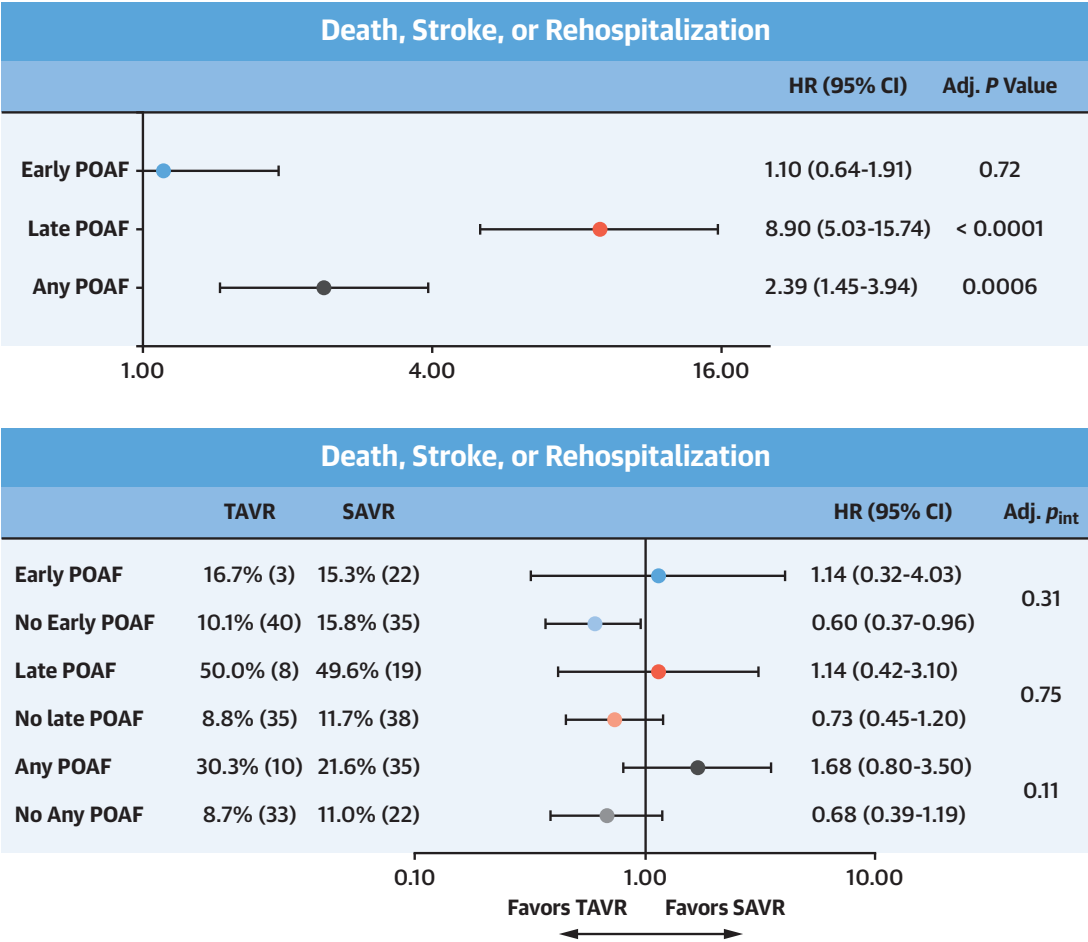 Death, Stroke, or Rehospitalization
HR (95% CI) Adj. P Value
Early POAF 1.10 (0.64-1.91) 0.72
Late POAF 8.90 (5.03-15.74) < 0.0001
Any POAF 2.39 (1.45-3.94) 0.0006
1.00 4.00 16.00
Death, Stroke, or Rehospitalization
TAVR SAVR HR (95% CI) Adj. pint
Early POAF 16.7% (3) 15.3% (22) 1.14 (0.32-4.03)
0.31
No Early POAF 10.1% (40) 15.8% (35) 0.60 (0.37-0.96)
Late POAF 50.0% (8) 49.6% (19) 1.14 (0.42-3.10)
0.75
No late POAF 8.8% (35) 11.7% (38) 0.73 (0.45-1.20)
Any POAF 30.3% (10) 21.6% (35) 1.68 (0.80-3.50)
0.11
No Any POAF 8.7% (33) 11.0% (22) 0.68 (0.39-1.19)
0.10 1.00 10.00
Favors TAVR Favors SAVR